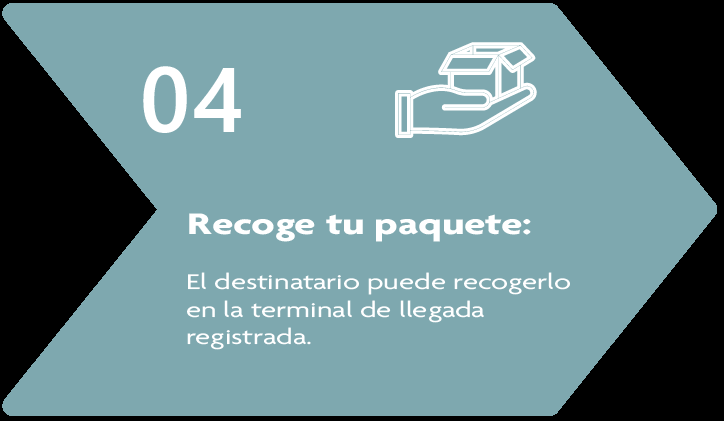 04
Recoge tu paquete:
El destinatario puede recogerlo
en la terminal de llegada
registrada.